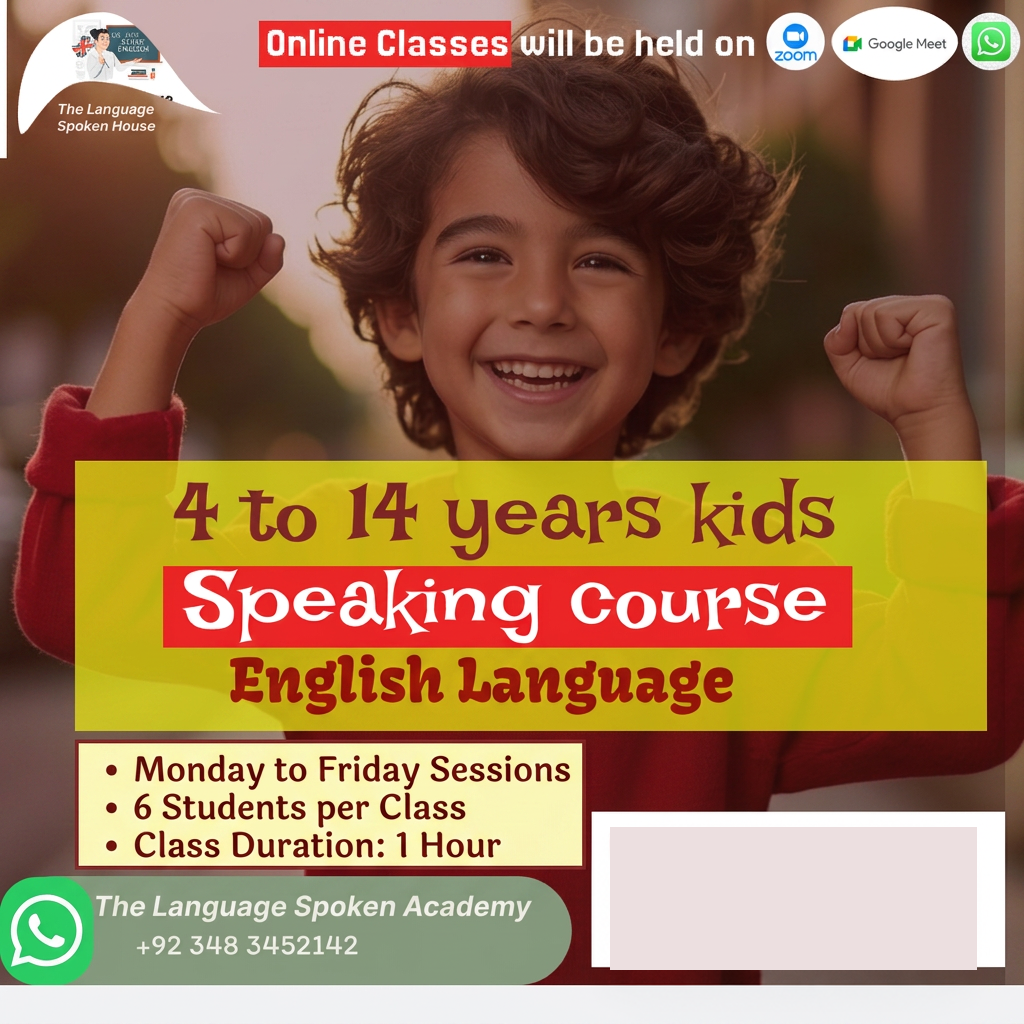 Online Classes will be held on
zoom
Google Meet
The Language
Spoken House
4 to 14 years kids
Speaking course
English Language
• Monday to Friday Sessions
• 6 Students per Class
• Class Duration: 1 Hour
The Language Spoken Academy
+92 348 3452142